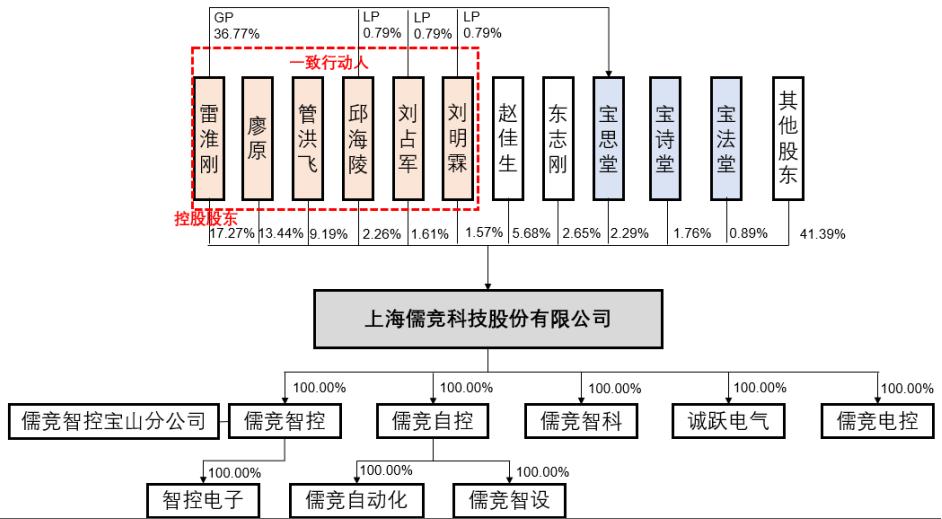 GP
36.77%
LP
0.79%
LP
0.79%
LP
0.79%
一致行动人
雷淮刚
廖原
管洪飞
邱海陵
刘占军
刘明霖
赵佳生
东志刚
宝思堂
宝诗堂
宝法堂
其他股东
控股股东
17.27%
13.44%
9.19%
2.26%
1.61%
1.57%
5.68%
2.65%
2.29%
1.76%
0.89%
41.39%
上海儒竞科技股份有限公司
100.00%
100.00%
100.00%
100.00%
100.00%
儒竞智控宝山分公司
儒竞智控
儒竞自控
儒竞智科
诚跃电气
儒竞电控
100.00%
100.00%
100.00%
智控电子
儒竞自动化
儒竞智设